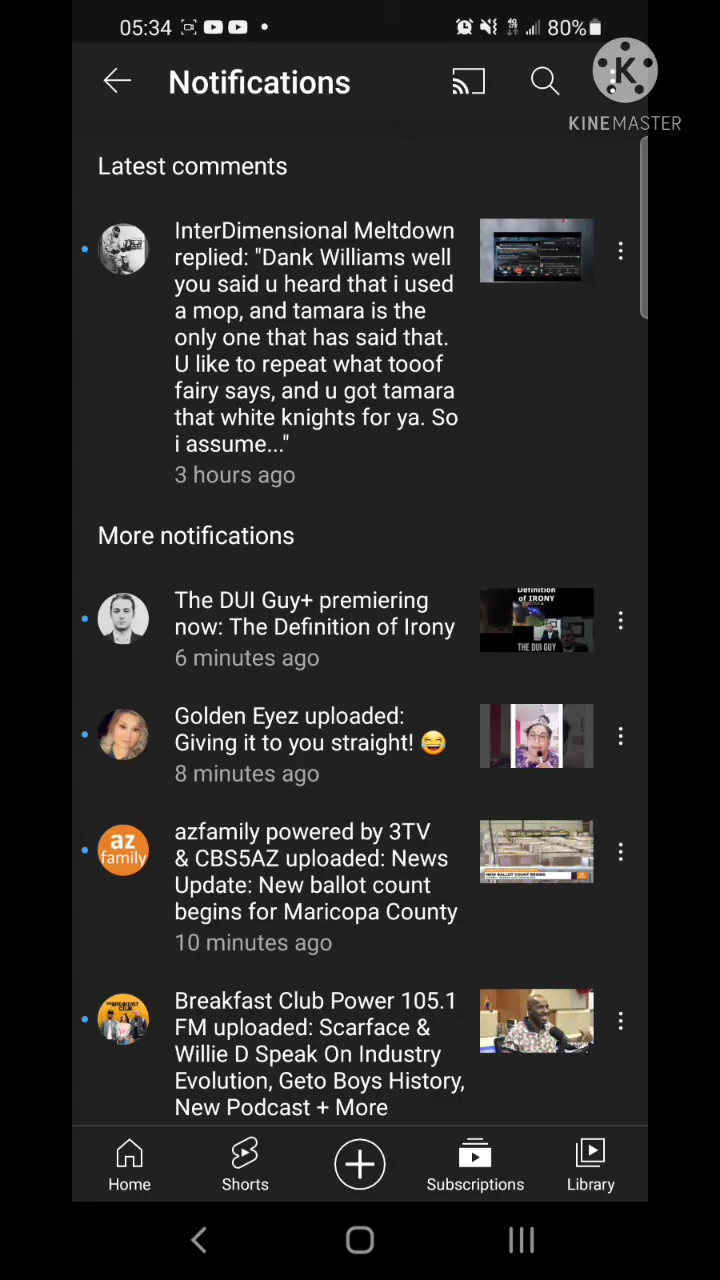 05:34
80%
Notifications
K
KINEMASTER
Latest comments
InterDimensional Meltdown
replied: "Dank Williams well
you said u heard that i used
a mop, and tamara is the
only one that has said that.
U like to repeat what tooof
fairy says, and u got tamara
that white knights for ya. So
i assume..."
3 hours ago
More notifications
The DUI Guy+ premiering
now: The Definition of Irony
6 minutes ago
Definition
of IRONY
THE DUI GUY
Golden Eyez uploaded:
Giving it to you straight! 😂
8 minutes ago
az
family
azfamily powered by 3TV
& CBS5AZ uploaded: News
Update: New ballot count
begins for Maricopa County
10 minutes ago
NEW BALLOT COUNT BEGINS
Breakfast Club Power 105.1
FM uploaded: Scarface &
Willie D Speak On Industry
Evolution, Geto Boys History,
New Podcast + More
Home
Shorts
Subscriptions
Library